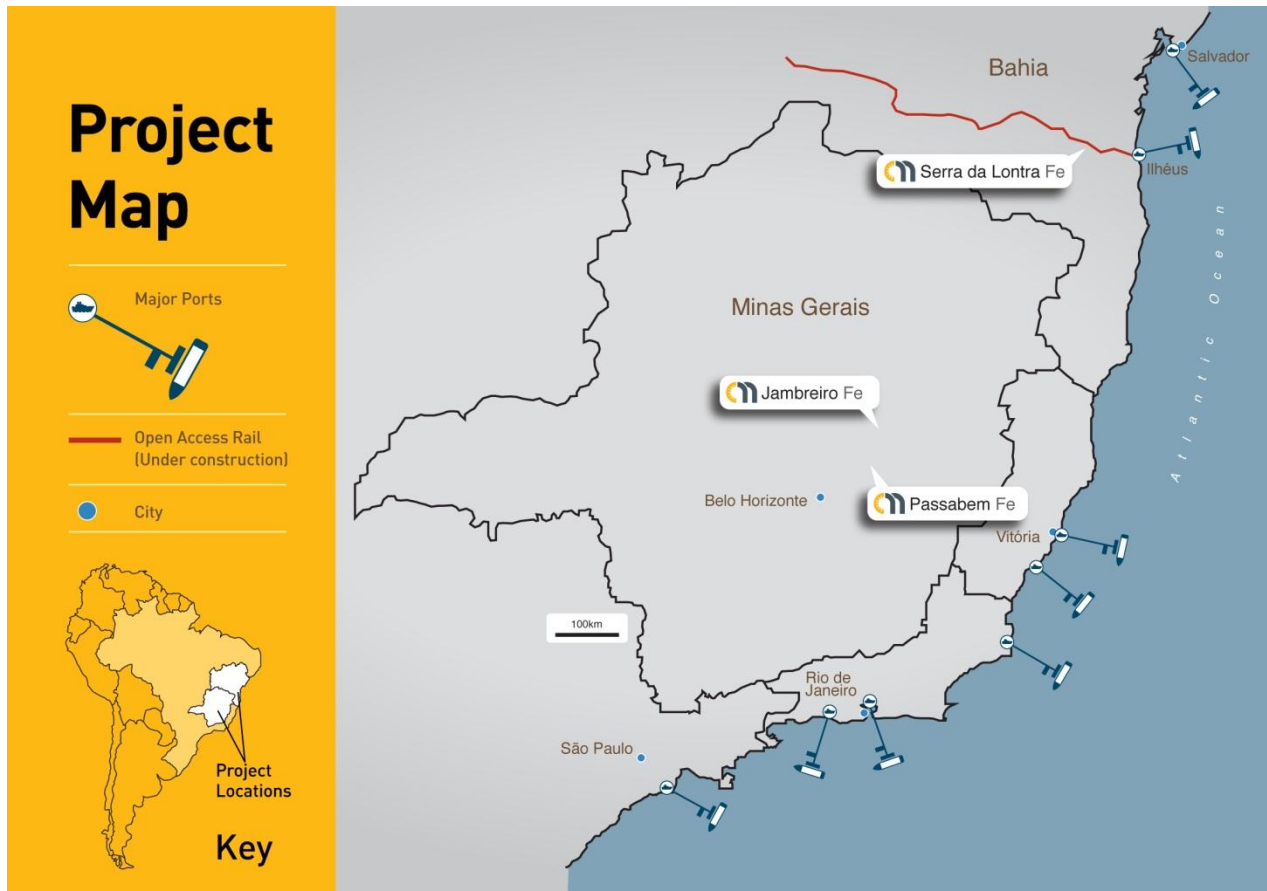 Project
Map
Major Ports
Open Access Rail
(Under construction)
City
Project
Locations
Key
Bahia
Salvador
Serra da Lontra Fe
Ilhéus
Minas Gerais
Atlantic Ocean
Jambreiro Fe
Belo Horizonte
Passabem Fe
Vitória
100km
Rio de
Janeiro
São Paulo